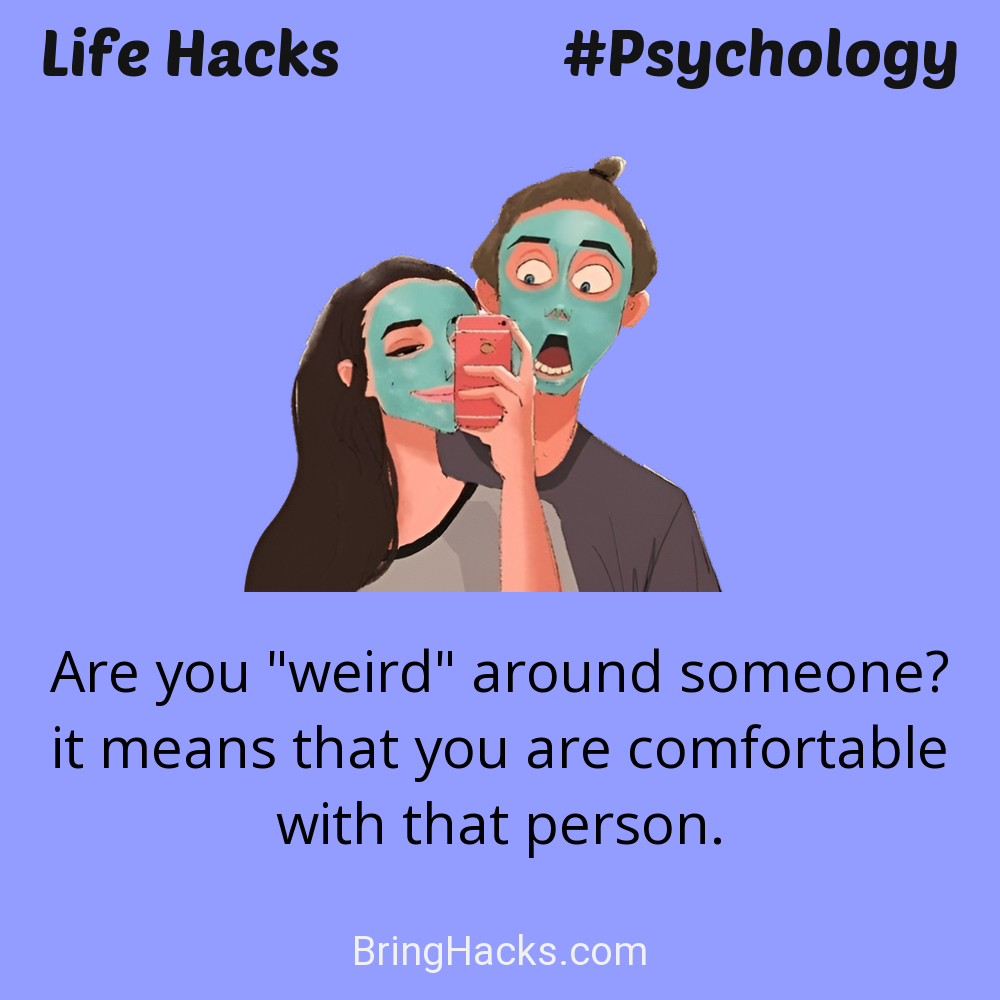 Life Hacks #Psychology
Are you "weird" around someone?
it means that you are comfortable
with that person.
BringHacks.com